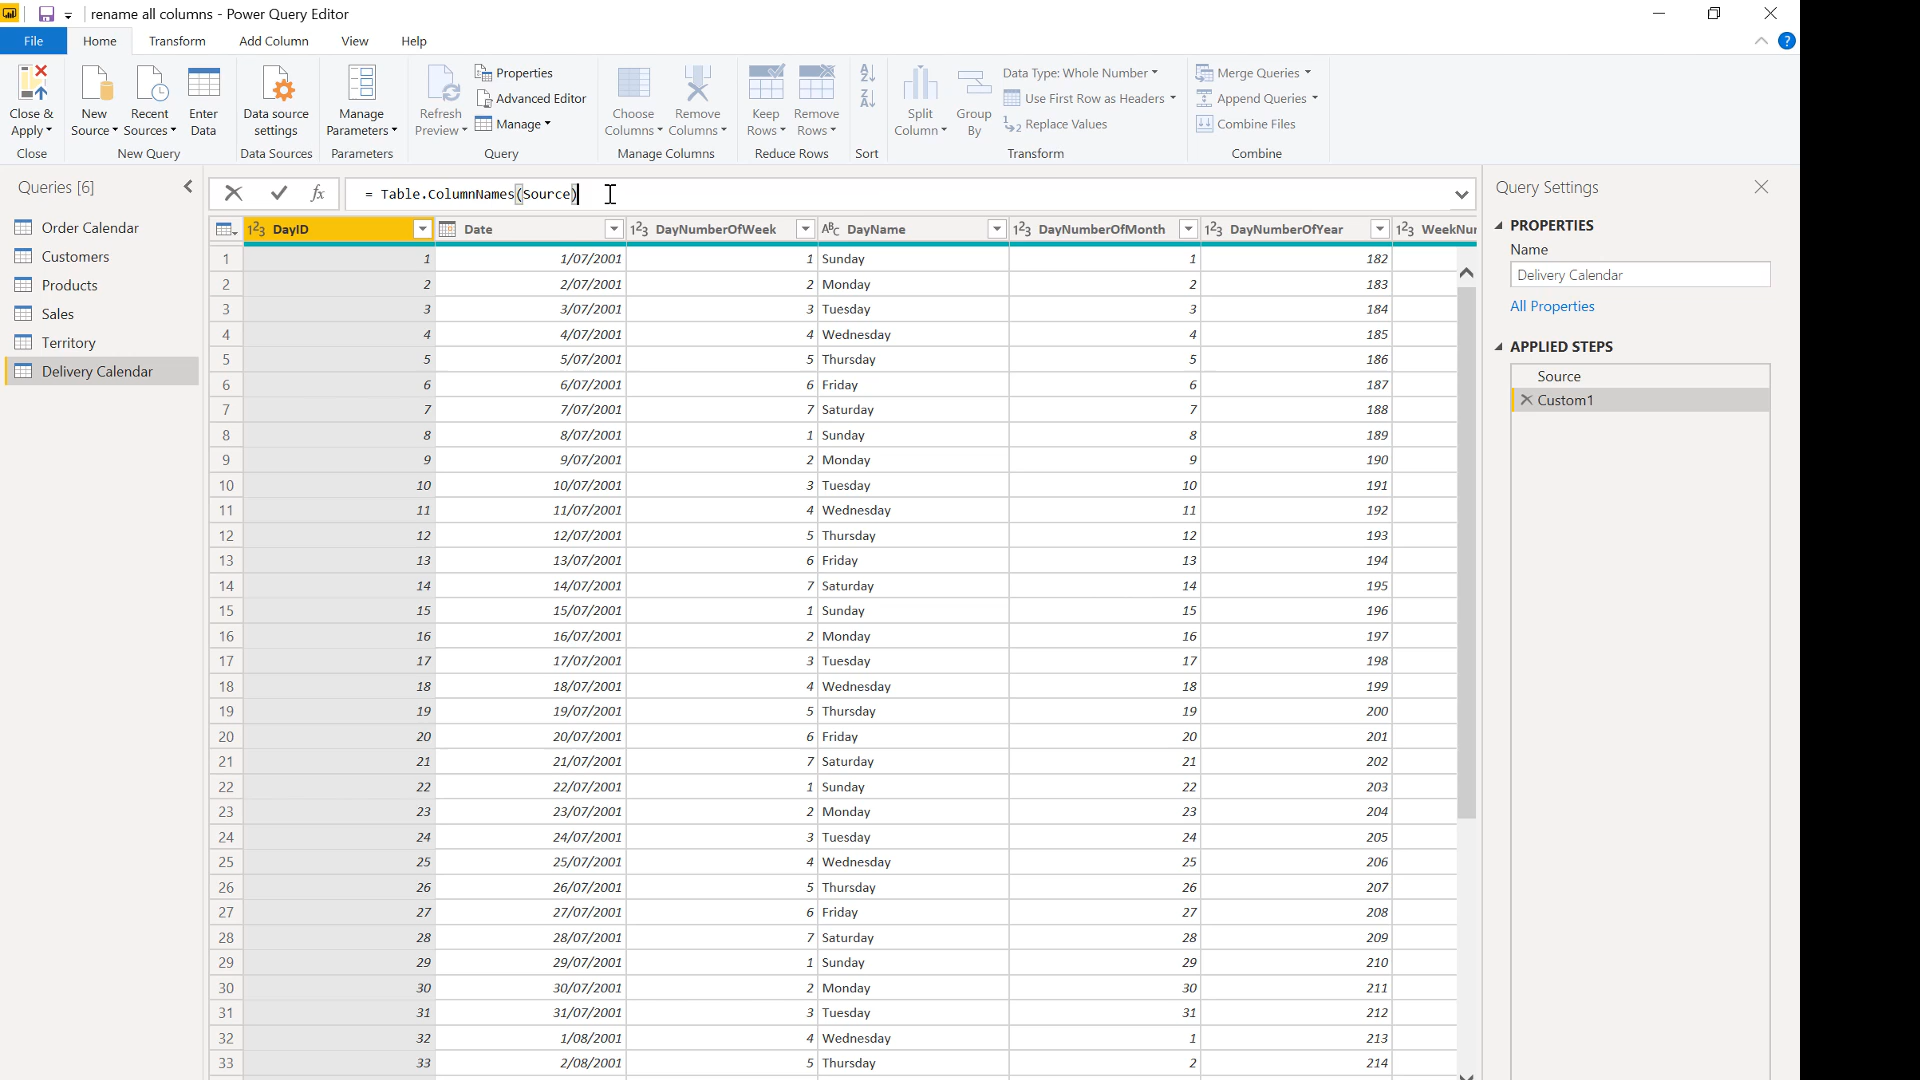 rename all columns - Power Query Editor
File Home Transform Add Column View Help
Close & Apply
Close
New Source
Recent Sources
Enter Data
New Query
Data source settings
Data Sources
Manage Parameters
Parameters
Refresh Preview
Properties
Advanced Editor
Manage
Query
Choose Columns
Remove Columns
Manage Columns
Keep Rows
Remove Rows
Reduce Rows
Sort
Split Column
Group By
Data Type: Whole Number
Use First Row as Headers
Replace Values
Transform
Merge Queries
Append Queries
Combine Files
Combine
Queries [6]
Order Calendar
Customers
Products
Sales
Territory
Delivery Calendar
fx = Table.ColumnNames(Source)
DayID Date DayNumberOfWeek DayName DayNumberOfMonth DayNumberOfYear WeekNur
1 1 1/07/2001 1 Sunday 1 182
2 2 2/07/2001 2 Monday 2 183
3 3 3/07/2001 3 Tuesday 3 184
4 4 4/07/2001 4 Wednesday 4 185
5 5 5/07/2001 5 Thursday 5 186
6 6 6/07/2001 6 Friday 6 187
7 7 7/07/2001 7 Saturday 7 188
8 8 8/07/2001 1 Sunday 8 189
9 9 9/07/2001 2 Monday 9 190
10 10 10/07/2001 3 Tuesday 10 191
11 11 11/07/2001 4 Wednesday 11 192
12 12 12/07/2001 5 Thursday 12 193
13 13 13/07/2001 6 Friday 13 194
14 14 14/07/2001 7 Saturday 14 195
15 15 15/07/2001 1 Sunday 15 196
16 16 16/07/2001 2 Monday 16 197
17 17 17/07/2001 3 Tuesday 17 198
18 18 18/07/2001 4 Wednesday 18 199
19 19 19/07/2001 5 Thursday 19 200
20 20 20/07/2001 6 Friday 20 201
21 21 21/07/2001 7 Saturday 21 202
22 22 22/07/2001 1 Sunday 22 203
23 23 23/07/2001 2 Monday 23 204
24 24 24/07/2001 3 Tuesday 24 205
25 25 25/07/2001 4 Wednesday 25 206
26 26 26/07/2001 5 Thursday 26 207
27 27 27/07/2001 6 Friday 27 208
28 28 28/07/2001 7 Saturday 28 209
29 29 29/07/2001 1 Sunday 29 210
30 30 30/07/2001 2 Monday 30 211
31 31 31/07/2001 3 Tuesday 31 212
32 32 1/08/2001 4 Wednesday 1 213
33 33 2/08/2001 5 Thursday 2 214
Query Settings
PROPERTIES
Name
Delivery Calendar
All Properties
APPLIED STEPS
Source
Custom1